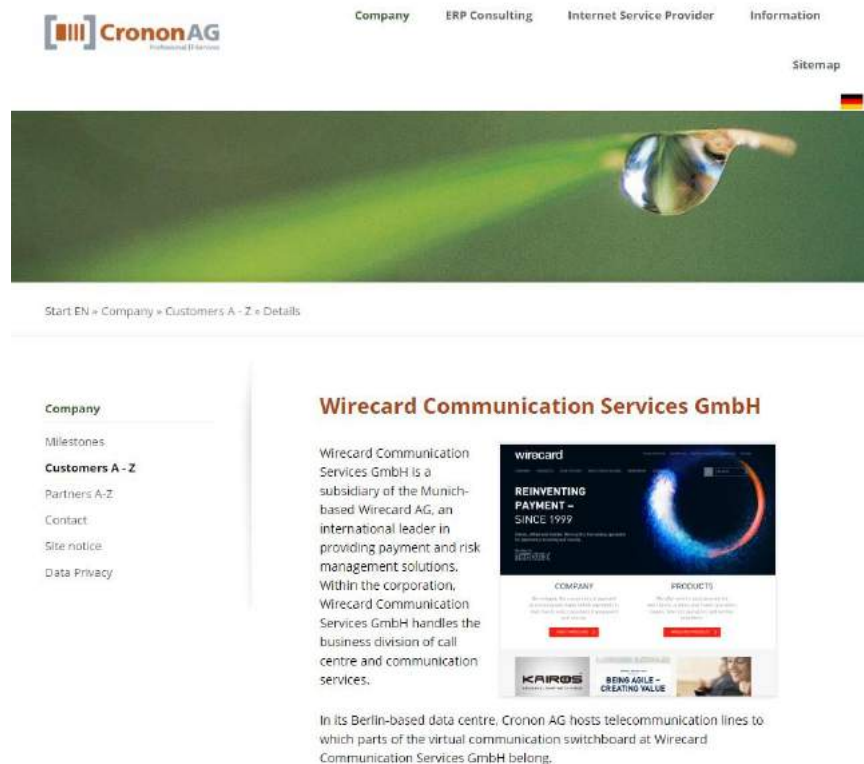 Company ERP Consulting Internet Service Provider Information
Cronon AG
Professional IT-Services
Sitemap
Start EN » Company » Customers A - Z » Details
Company
Milestones
Customers A - Z
Partners A-Z
Contact
Site notice
Data Privacy
Wirecard Communication Services GmbH
Wirecard Communication
Services GmbH is a
subsidiary of the Munich-
based Wirecard AG, an
international leader in
providing payment and risk
management solutions.
Within the corporation,
Wirecard Communication
Services GmbH handles the
business division of call
centre and communication
services.
wirecard
REINVENTING
PAYMENT –
SINCE 1999
COMPANY PRODUCTS
KAIROS
BEING AGILE –
CREATING VALUE
In its Berlin-based data centre, Cronon AG hosts telecommunication lines to
which parts of the virtual communication switchboard at Wirecard
Communication Services GmbH belong.